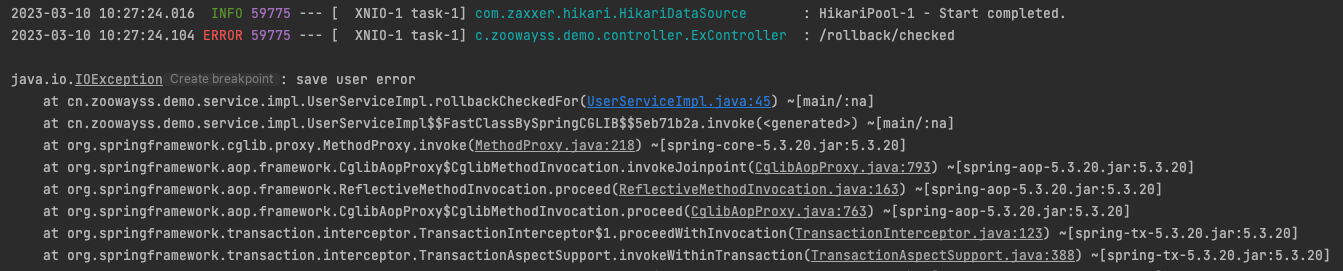 2023-03-10 10:27:24.016  INFO 59775 --- [  XNIO-1 task-1] com.zaxxer.hikari.HikariDataSource       : HikariPool-1 - Start completed.
2023-03-10 10:27:24.104 ERROR 59775 --- [  XNIO-1 task-1] c.zoowayss.demo.controller.ExController  : /rollback/checked
java.io.IOException Create breakpoint : save user error
at cn.zoowayss.demo.service.impl.UserServiceImpl.rollbackCheckedFor(UserServiceImpl.java:45) ~[main/:na]
at cn.zoowayss.demo.service.impl.UserServiceImpl$$FastClassBySpringCGLIB$$5eb71b2a.invoke(<generated>) ~[main/:na]
at org.springframework.cglib.proxy.MethodProxy.invoke(MethodProxy.java:218) ~[spring-core-5.3.20.jar:5.3.20]
at org.springframework.aop.framework.CglibAopProxy$CglibMethodInvocation.invokeJoinpoint(CglibAopProxy.java:793) ~[spring-aop-5.3.20.jar:5.3.20]
at org.springframework.aop.framework.ReflectiveMethodInvocation.proceed(ReflectiveMethodInvocation.java:163) ~[spring-aop-5.3.20.jar:5.3.20]
at org.springframework.aop.framework.CglibAopProxy$CglibMethodInvocation.proceed(CglibAopProxy.java:763) ~[spring-aop-5.3.20.jar:5.3.20]
at org.springframework.transaction.interceptor.TransactionInterceptor$1.proceedWithInvocation(TransactionInterceptor.java:123) ~[spring-tx-5.3.20.jar:5.3.20]
at org.springframework.transaction.interceptor.TransactionAspectSupport.invokeWithinTransaction(TransactionAspectSupport.java:388) ~[spring-tx-5.3.20.jar:5.3.20]